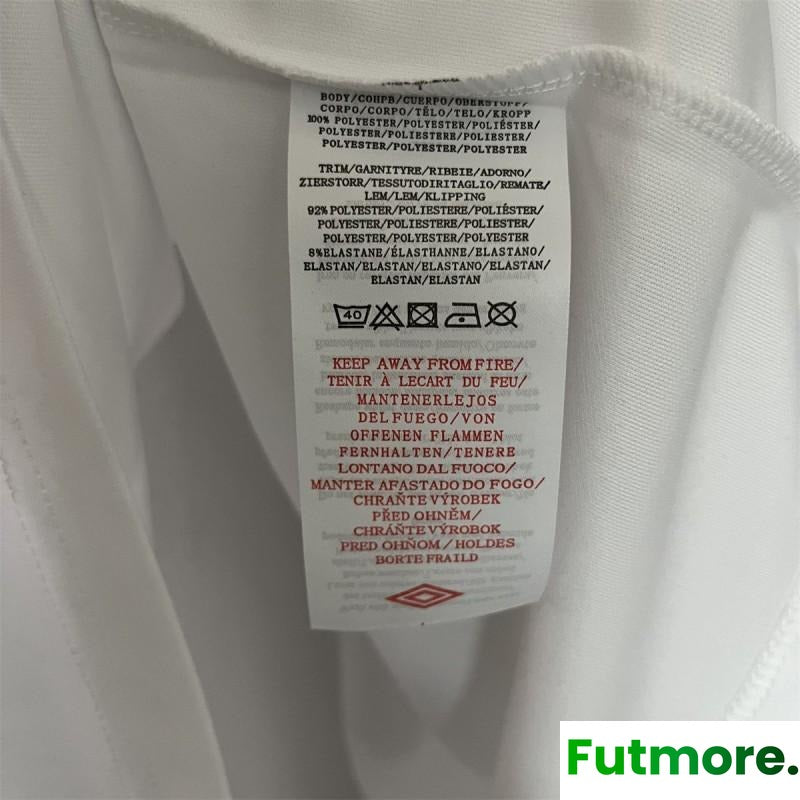 BODY/COHPB/CUERPO/OBERSTOFF/
CORPO/CORPO/TĚLO/TELO/KROPP
100% POLYESTER/POLYESTER/POLIÉSTER/
POLYESTER/POLIESTERE/POLIESTER/
POLYESTER/POLYESTER/POLYESTER
TRIM/GARNITYRE/RIBEIE/ADORNO/
ZIERSTORR/TESSUTODIRITAGLIO/REMATE/
LEM/LEM/KLIPPING
92% POLYESTER/POLIESTERE/POLIÉSTER/
POLYESTER/POLIESTERE/POLIESTER/
POLYESTER/POLYESTER/POLYESTER
8%ELASTANE/ÉLASTHANNE/ELASTANO/
ELASTAN/ELASTAN/ELASTANO/ELASTAN/
ELASTAN/ELASTAN
40
KEEP AWAY FROM FIRE/
TENIR À LECART DU FEU/
MANTENERLEJOS
DEL FUEGO/VON
OFFENEN FLAMMEN
FERNHALTEN/TENERE
LONTANO DAL FUOCO/
MANTER AFASTADO DO FOGO/
CHRAŇTE VÝROBEK
PŘED OHNĚM/
CHRÁŇTE VÝROBOK
PRED OHŇOM/HOLDES
BORTE FRAILD
Futmore.